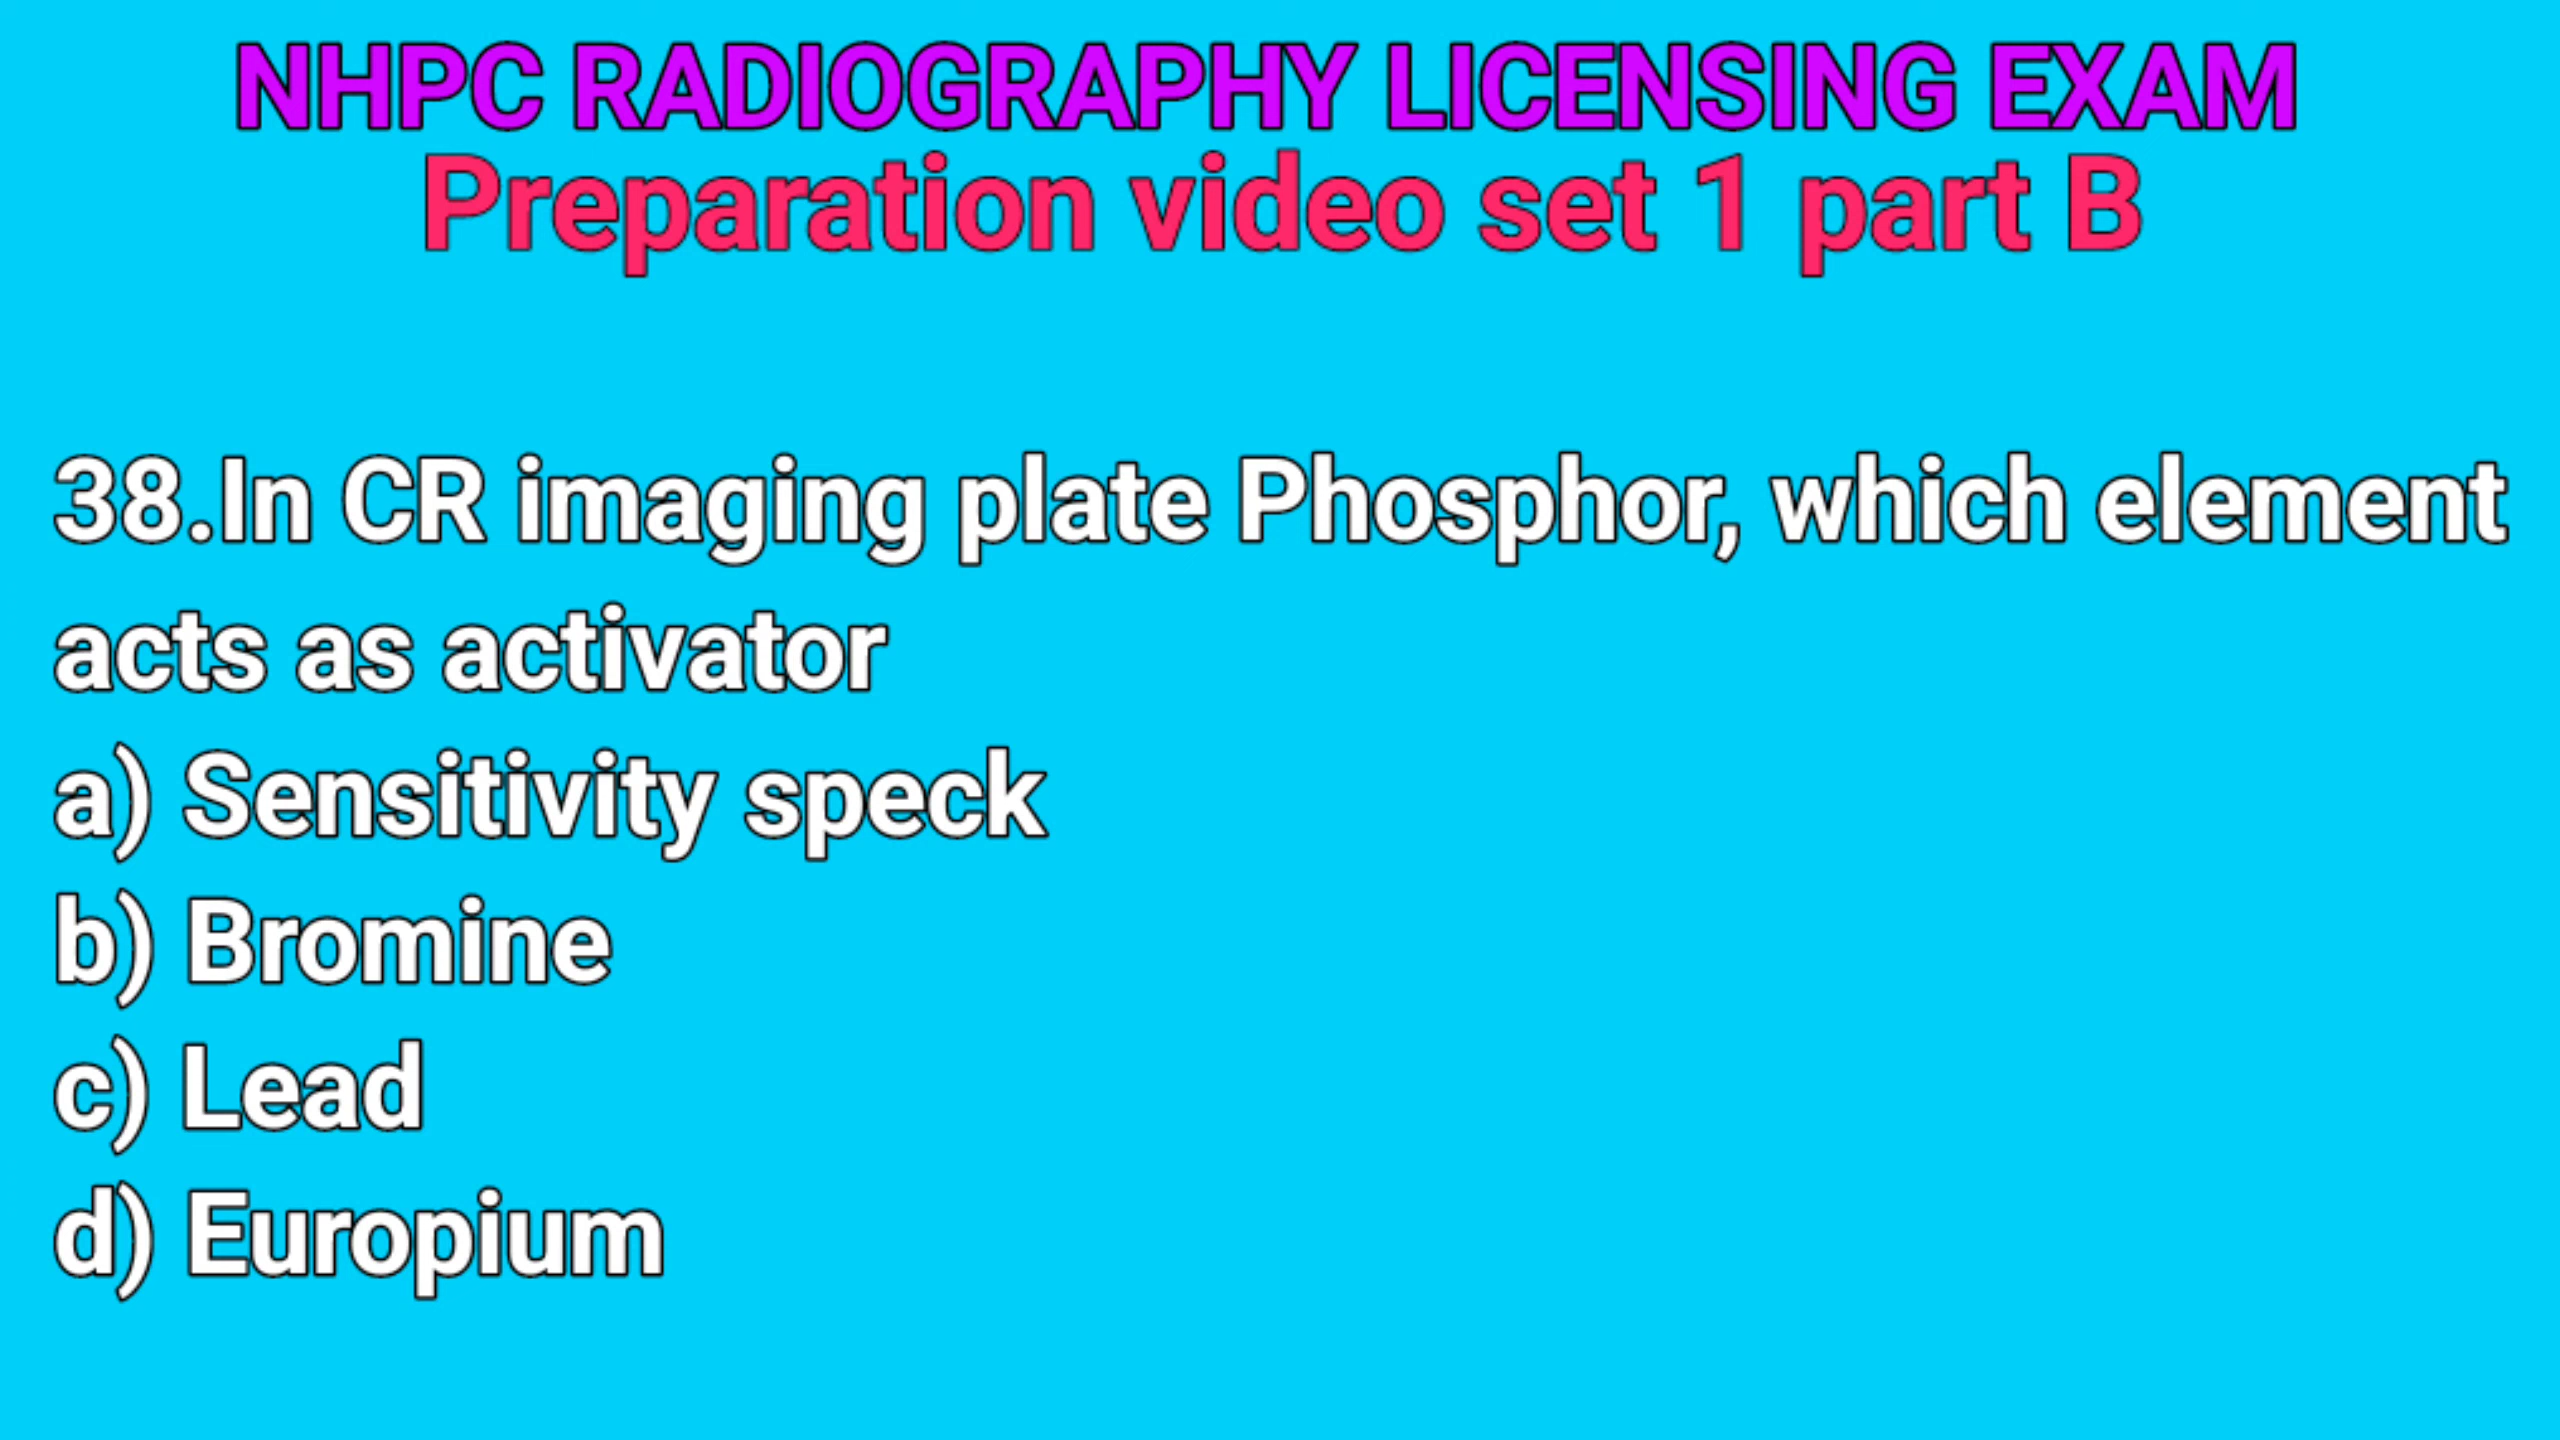 NHPC RADIOGRAPHY LICENSING EXAM
Preparation video set 1 part B
38.In CR imaging plate Phosphor, which element
acts as activator
a) Sensitivity speck
b) Bromine
c) Lead
d) Europium